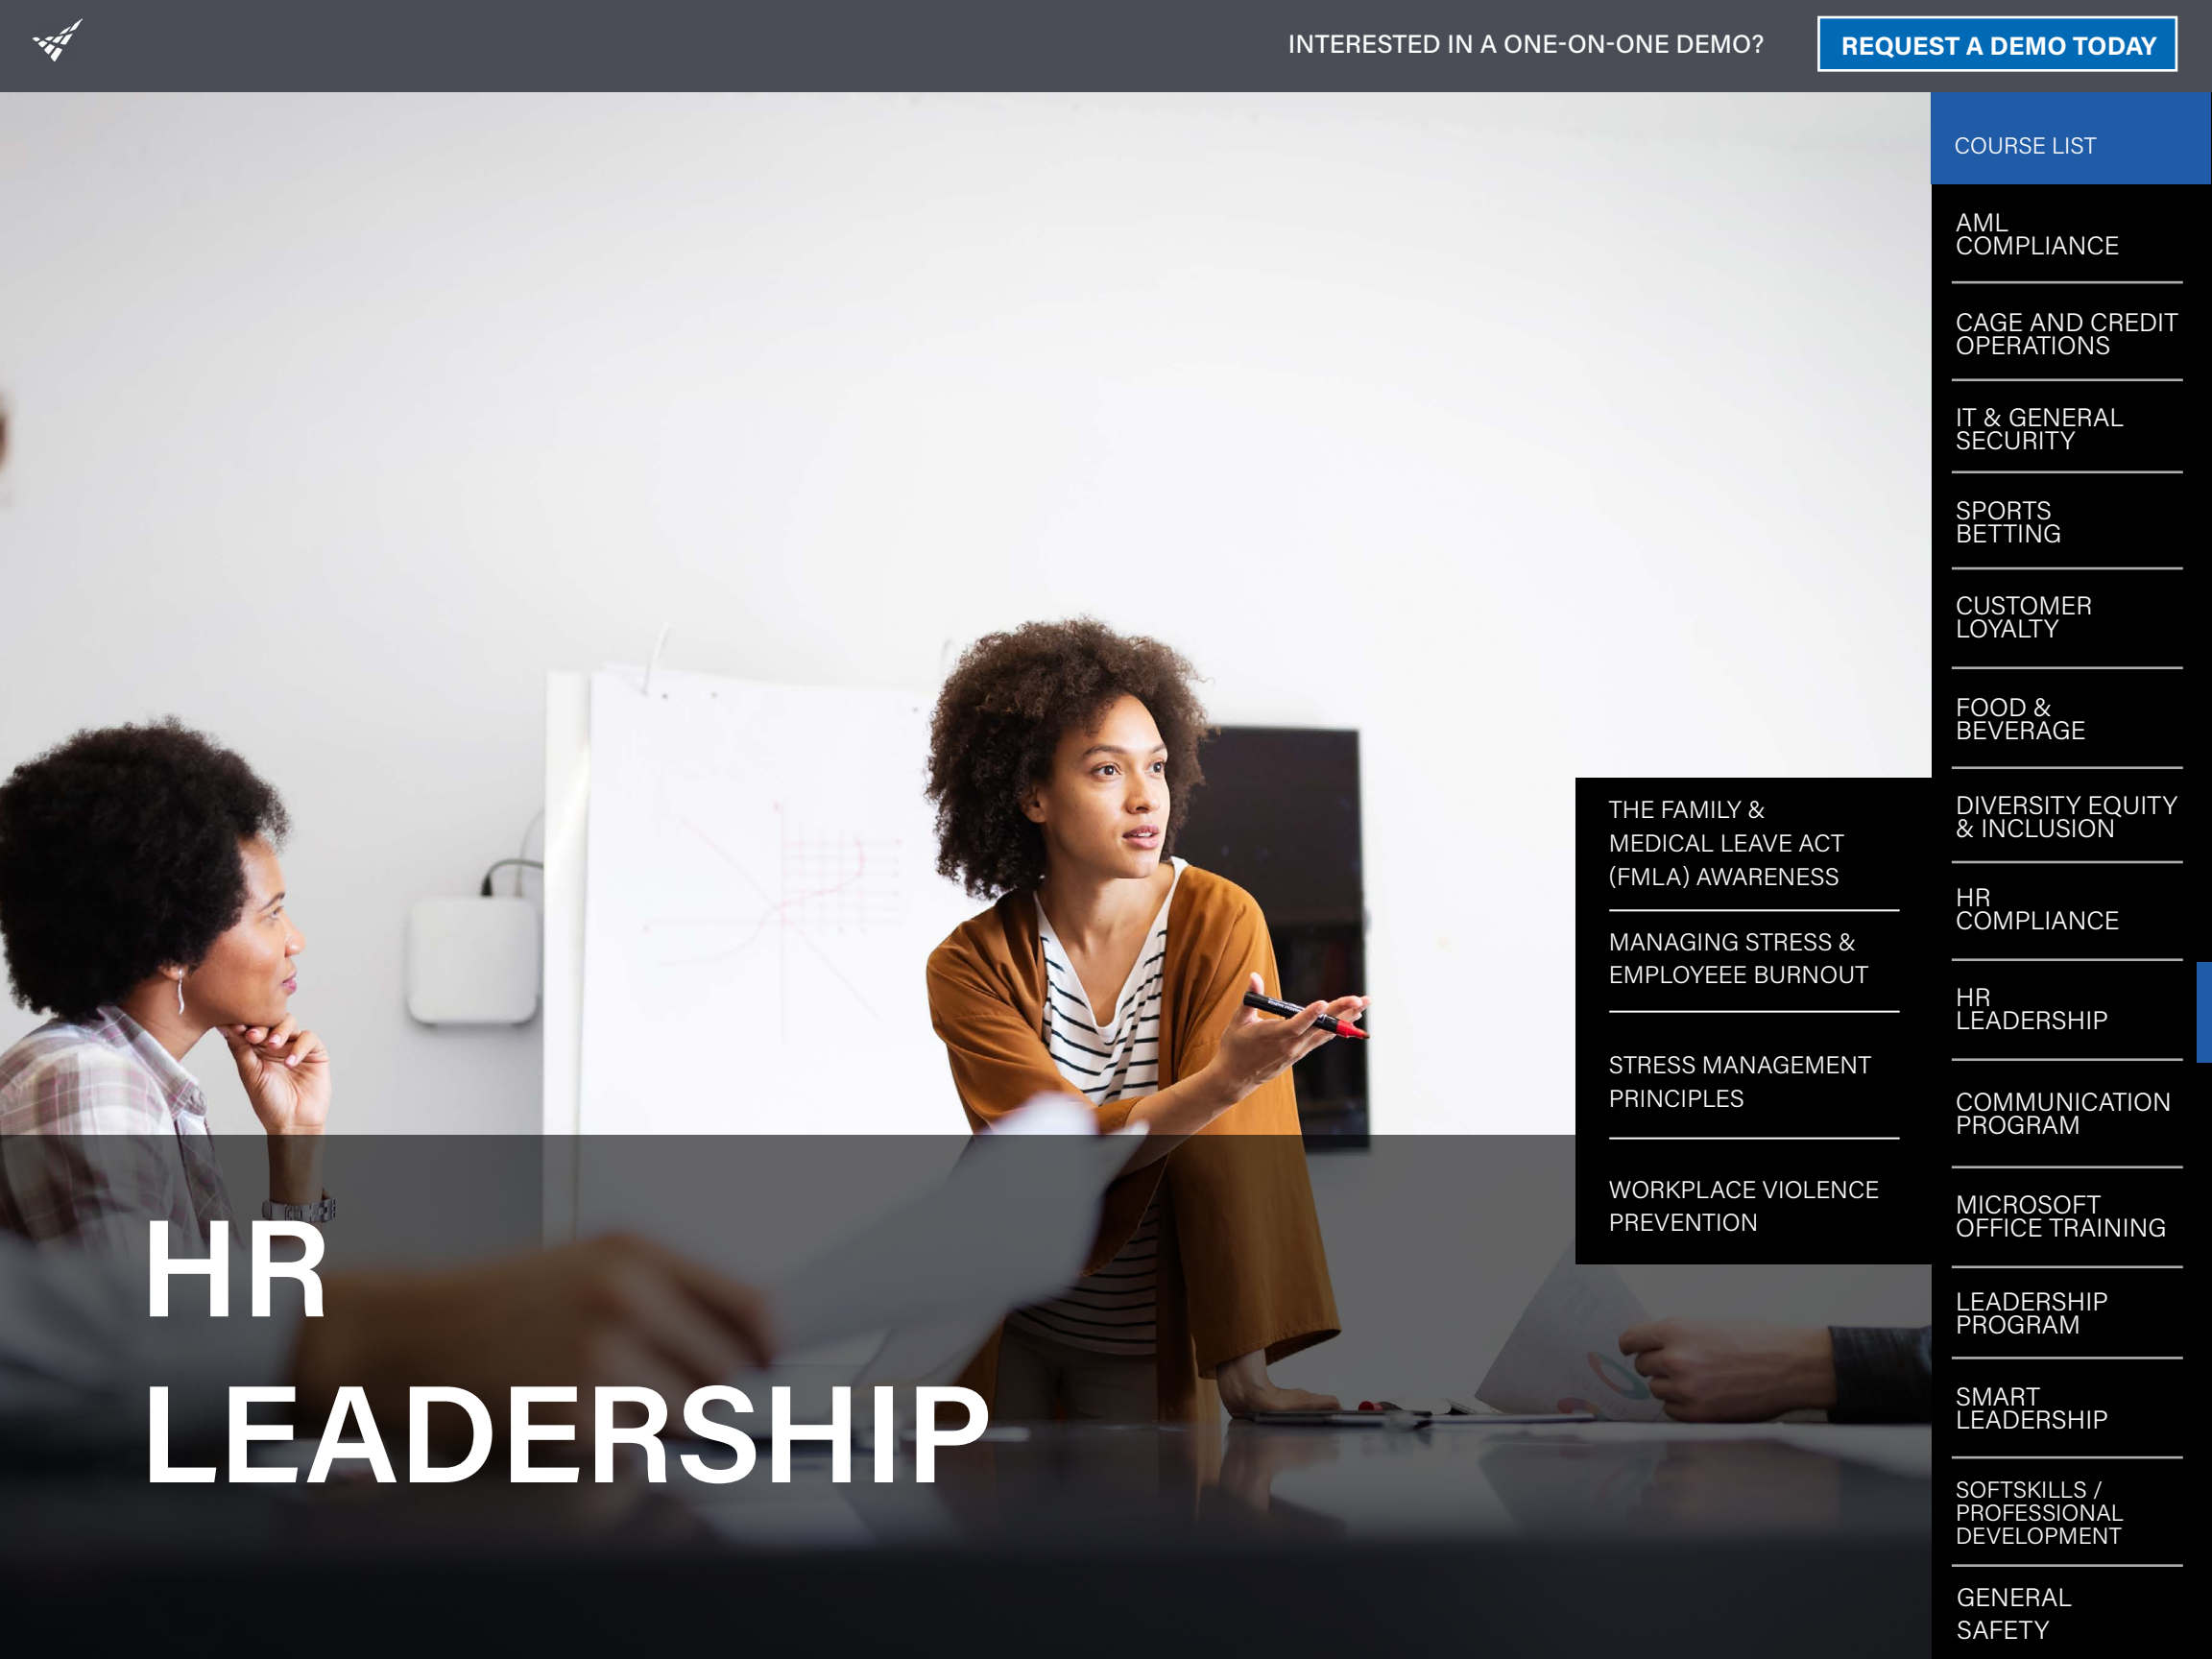 INTERESTED IN A ONE-ON-ONE DEMO?
REQUEST A DEMO TODAY
COURSE LIST
AML
COMPLIANCE
CAGE AND CREDIT
OPERATIONS
IT & GENERAL
SECURITY
SPORTS
BETTING
CUSTOMER
LOYALTY
FOOD &
BEVERAGE
DIVERSITY EQUITY
& INCLUSION
HR
COMPLIANCE
HR
LEADERSHIP
COMMUNICATION
PROGRAM
MICROSOFT
OFFICE TRAINING
LEADERSHIP
PROGRAM
SMART
LEADERSHIP
SOFTSKILLS /
PROFESSIONAL
DEVELOPMENT
GENERAL
SAFETY
THE FAMILY &
MEDICAL LEAVE ACT
(FMLA) AWARENESS
MANAGING STRESS &
EMPLOYEEE BURNOUT
STRESS MANAGEMENT
PRINCIPLES
WORKPLACE VIOLENCE
PREVENTION
HR
LEADERSHIP